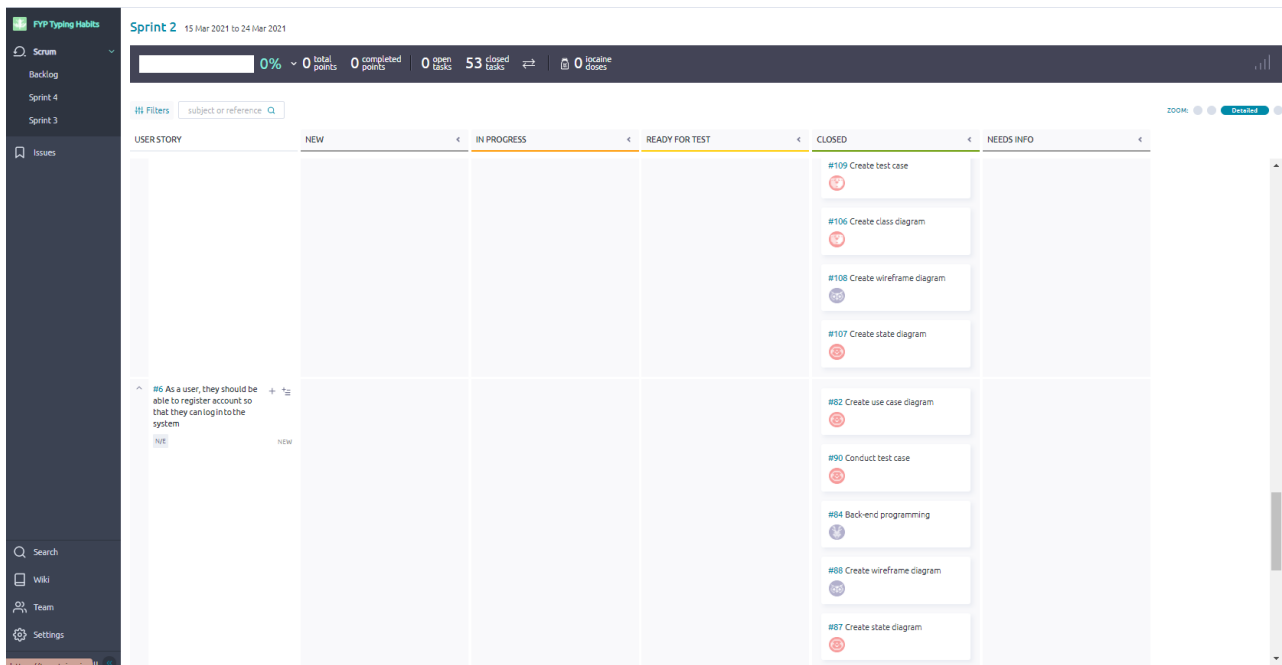 FYP Typing Habits
Scrum
Backlog
Sprint 4
Sprint 3
Issues
Search
Wiki
Team
Settings
Sprint 2 15 Mar 2021 to 24 Mar 2021
0% 0 total points 0 completed points 0 open tasks 53 closed tasks 0 iocaine doses
Filters subject or reference ZOOM: Detailed
USER STORY NEW IN PROGRESS READY FOR TEST CLOSED NEEDS INFO
#109 Create test case
#106 Create class diagram
#108 Create wireframe diagram
#107 Create state diagram
#6 As a user, they should be
able to register account so
that they can log in to the
system
N/E NEW
#82 Create use case diagram
#90 Conduct test case
#84 Back-end programming
#88 Create wireframe diagram
#87 Create state diagram